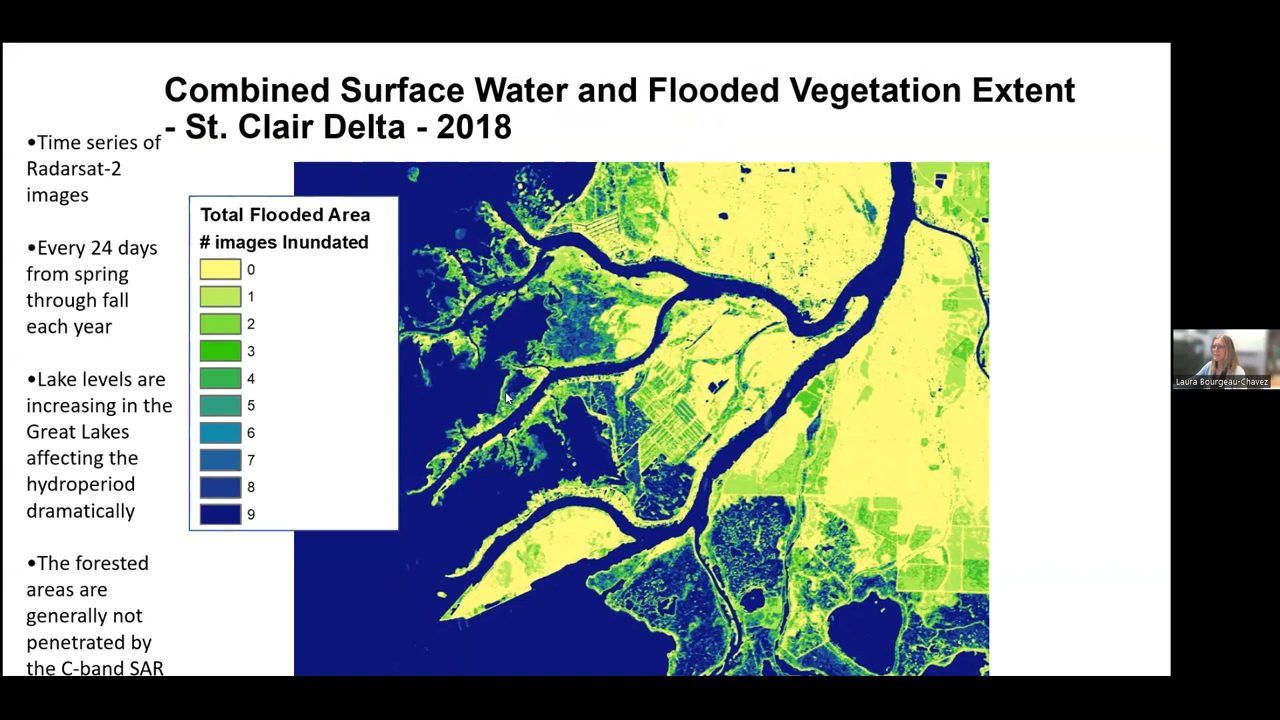 Combined Surface Water and Flooded Vegetation Extent
- St. Clair Delta - 2018
•Time series of
Radarsat-2
images
•Every 24 days
from spring
through fall
each year
•Lake levels are
increasing in the
Great Lakes
affecting the
hydroperiod
dramatically
•The forested
areas are
generally not
penetrated by
the C-band SAR
Total Flooded Area
# images Inundated
0
1
2
3
4
5
6
7
8
9
Laura Bourgeau-Chavez